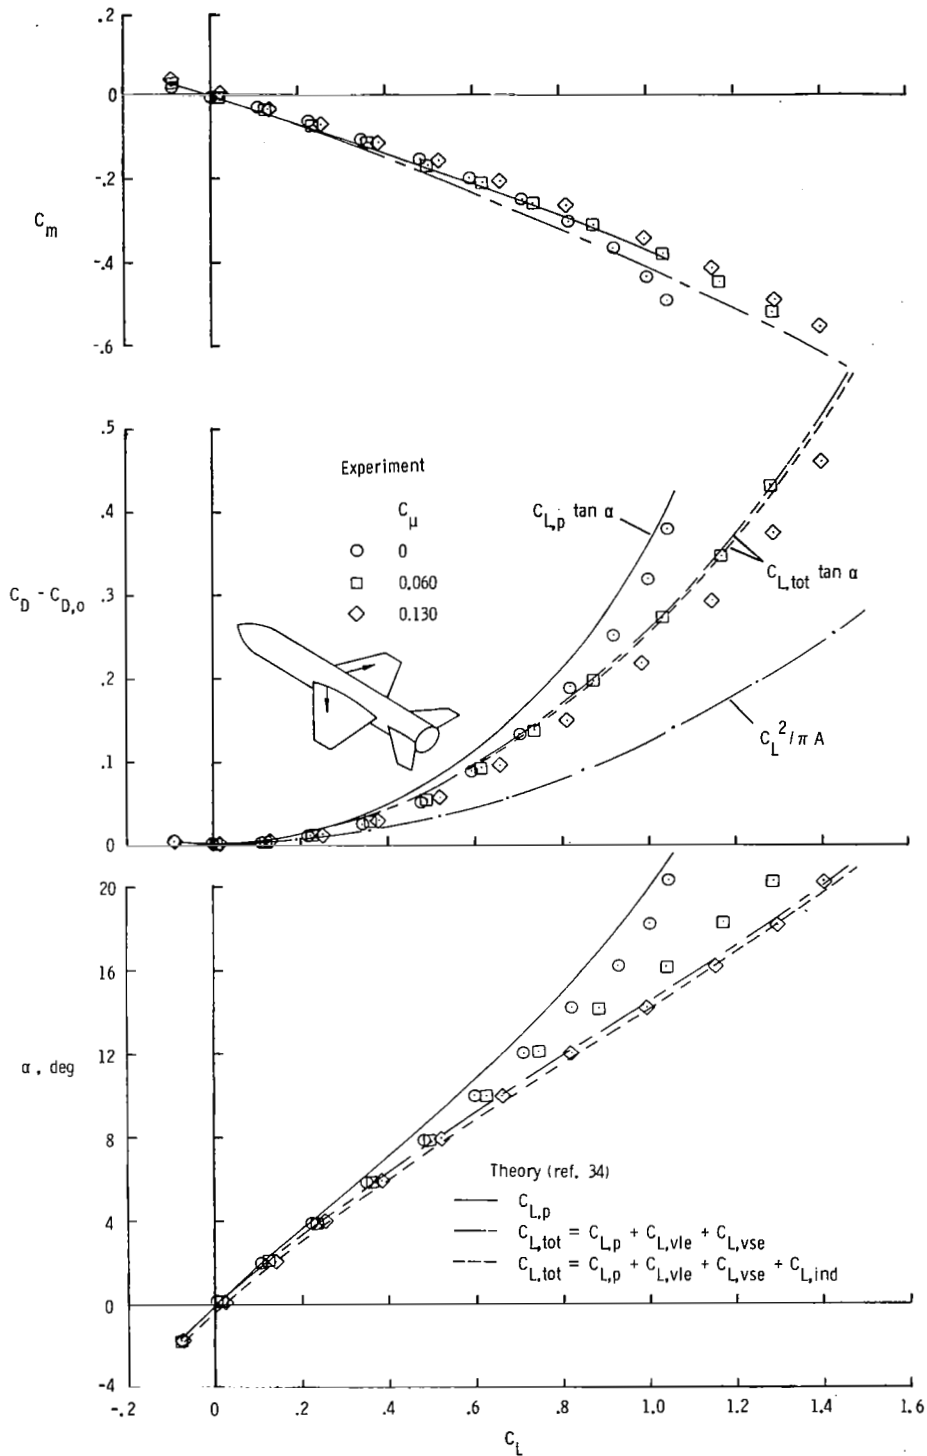 .2
0
-.2
-.4
-.6
C_m
.5
.4
.3
.2
.1
0
C_D - C_D,o
Experiment
C_μ
0
0.060
0.130
C_L,p tan α
C_L,tot tan α
C_L^2/π A
20
16
12
8
4
0
-4
α, deg
Theory (ref. 34)
C_L,p
C_L,tot = C_L,p + C_L,vle + C_L,vse
C_L,tot = C_L,p + C_L,vle + C_L,vse + C_L,ind
-.2 0 .2 .4 .6 .8 1.0 1.2 1.4 1.6
C_L